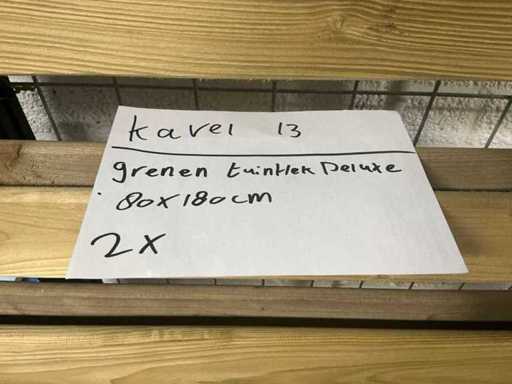 Kavel 13
grenen tuinhek Deluxe
80x180cm
2x